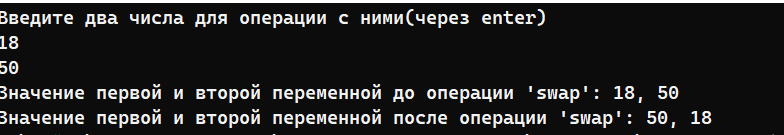 Введите два числа для операции с ними(через enter)
18
50
Значение первой и второй переменной до операции 'swap': 18, 50
Значение первой и второй переменной после операции 'swap': 50, 18